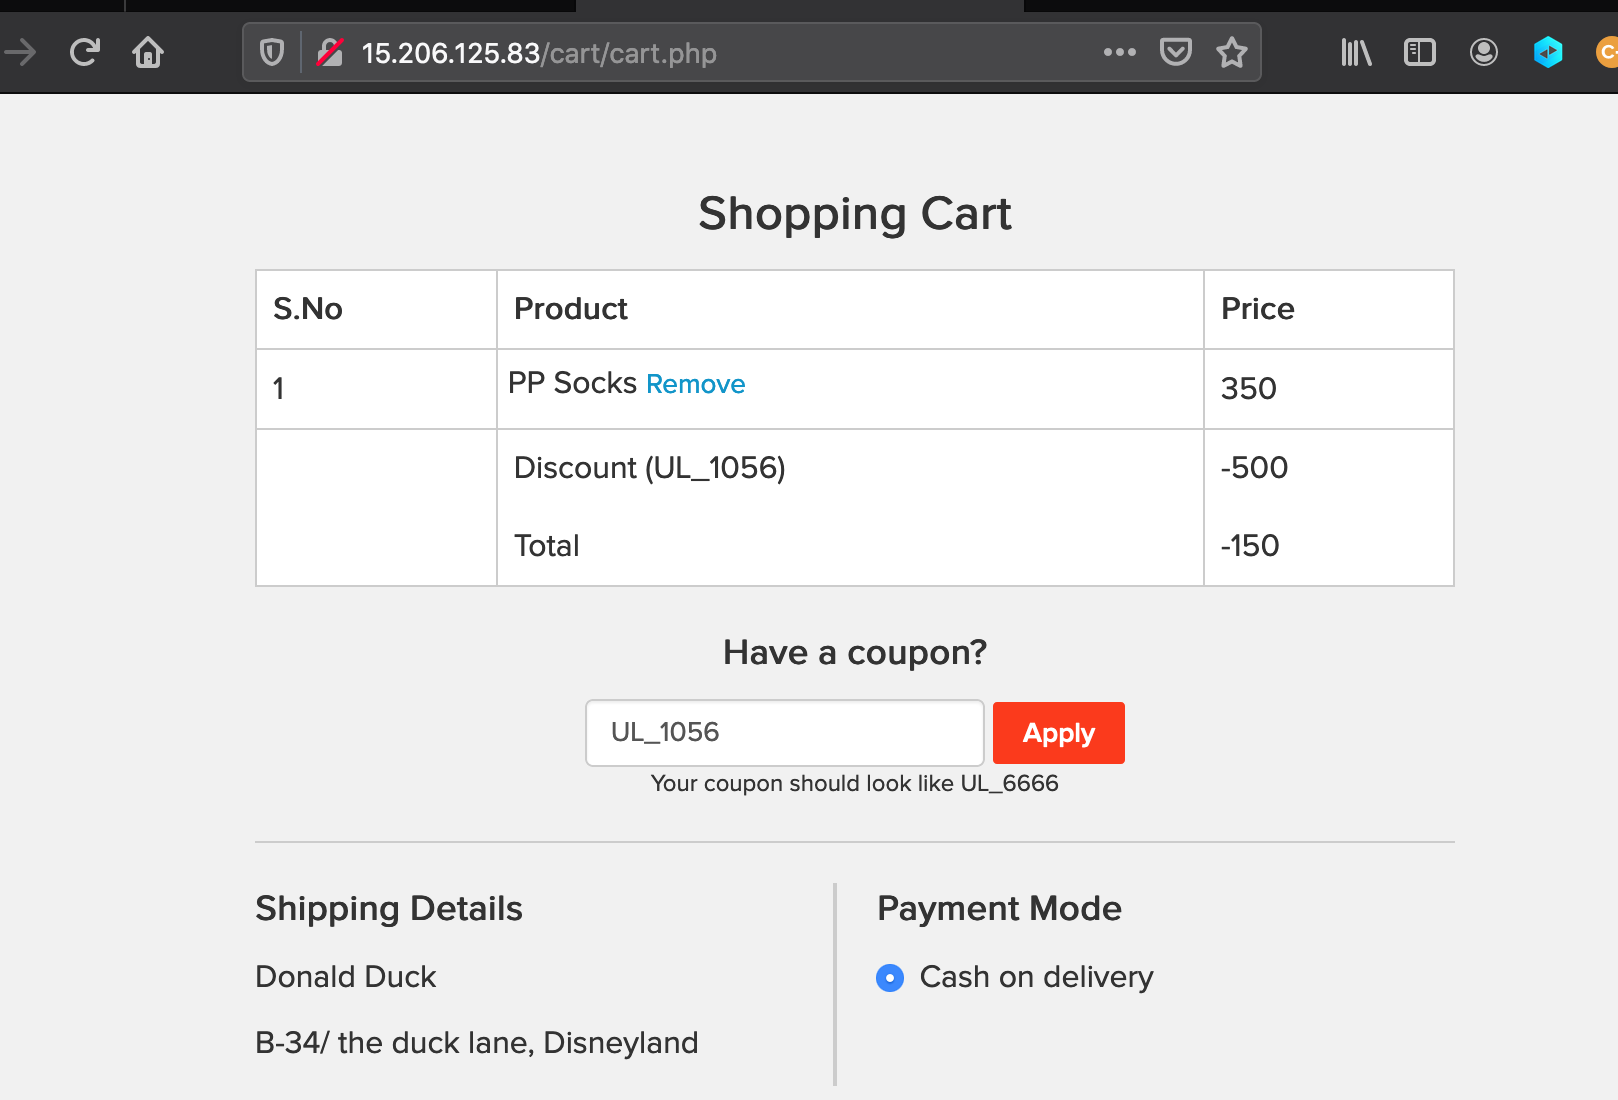 15.206.125.83/cart/cart.php
Shopping Cart
S.No Product Price
1 PP Socks Remove 350
Discount (UL_1056) -500
Total -150
Have a coupon?
UL_1056 Apply
Your coupon should look like UL_6666
Shipping Details
Donald Duck
B-34/ the duck lane, Disneyland
Payment Mode
Cash on delivery